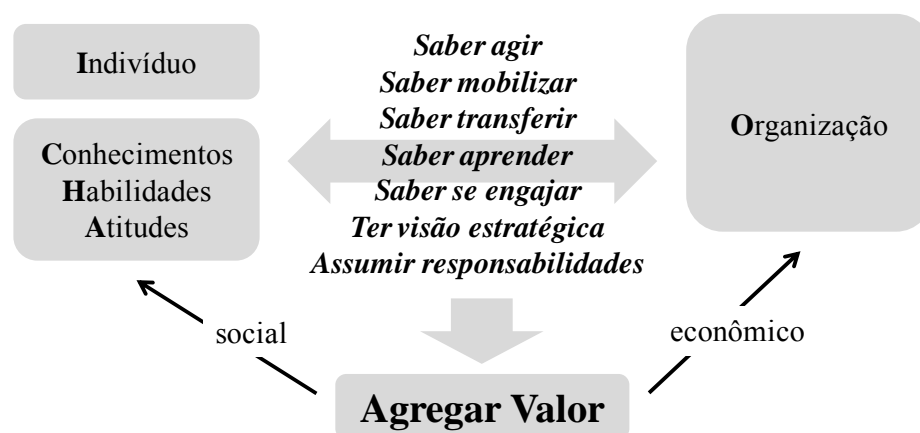 Indivíduo
Conhecimentos
Habilidades
Atitudes
Saber agir
Saber mobilizar
Saber transferir
Saber aprender
Saber se engajar
Ter visão estratégica
Assumir responsabilidades
Organização
social
econômico
Agregar Valor